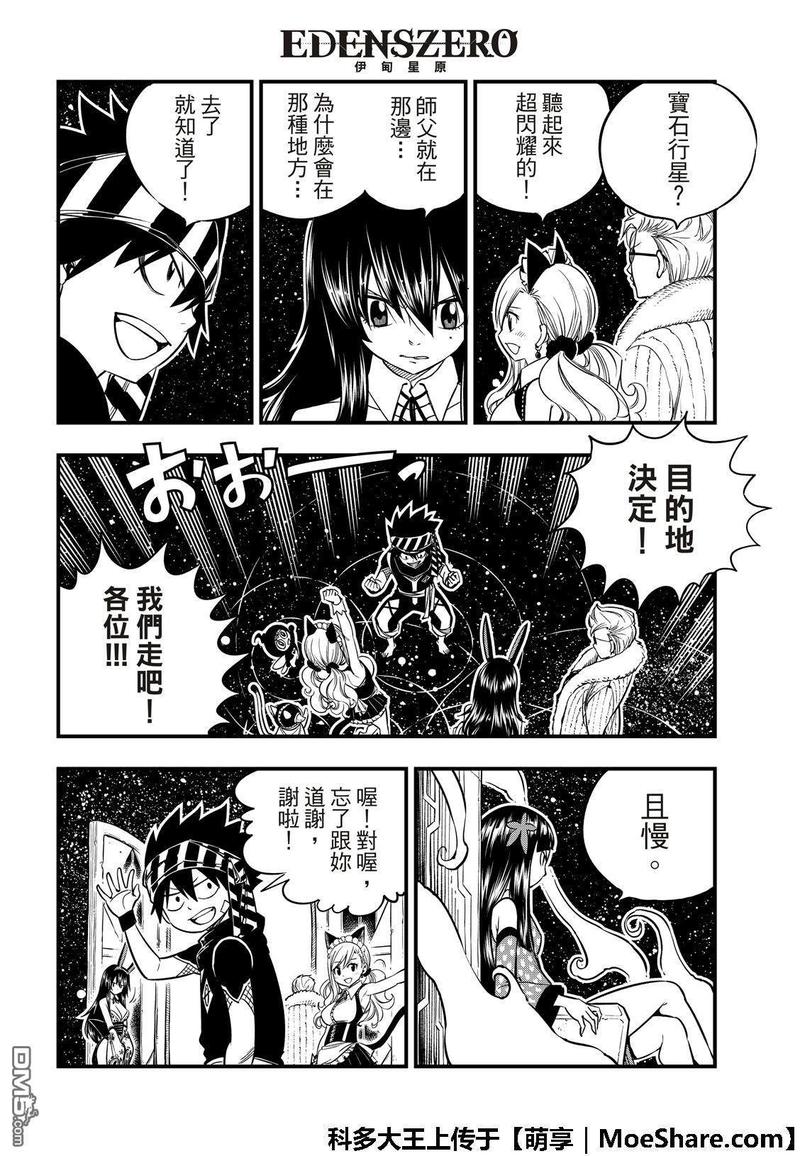 EDENSZERO
伊甸星原
寶石行星?
聽起來
超閃耀的!
師父就在
那邊…
為什麼會在
那種地方…
去了
就知道了!
目的地
決定!
おおー
我們走吧!
各位!!!
且慢。
喔!對喔,
忘了跟妳
道謝,
謝啦!
DM5.com
科多大王上传于【萌享|MoeShare.com】